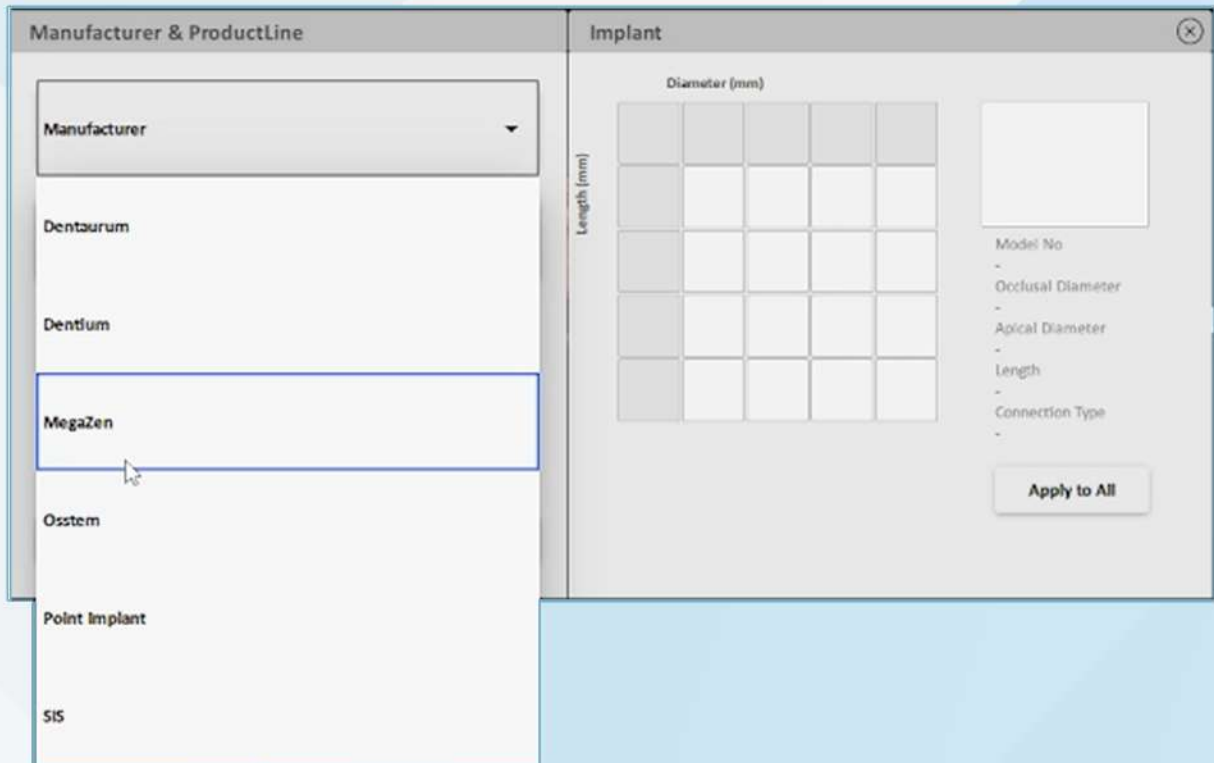 Manufacturer & ProductLine
Manufacturer
Dentaurum
Dentium
MegaZen
Osstem
Point Implant
SIS
Implant
Diameter (mm)
Length (mm)
Model No
-
Occlusal Diameter
-
Apical Diameter
-
Length
-
Connection Type
-
Apply to All